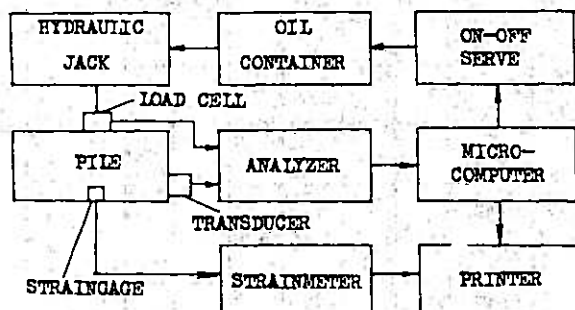 HYDRAULIC
JACK
OIL
CONTAINER
ON-OFF
SERVE
LOAD CELL
PILE
ANALYZER
MICRO-
COMPUTER
TRANSDUCER
STRAINGAGE
STRAINMETER
PRINTER